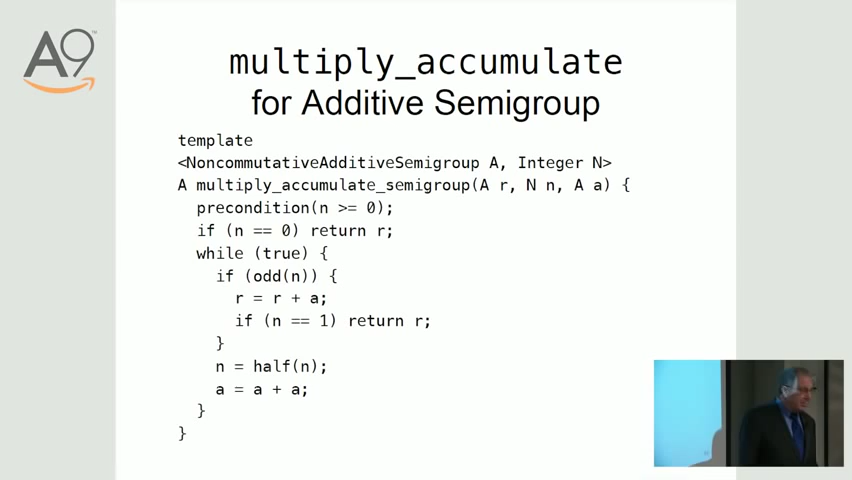 A9™
multiply_accumulate
for Additive Semigroup
template
<NoncommutativeAdditiveSemigroup A, Integer N>
A multiply_accumulate_semigroup(A r, N n, A a) {
precondition(n >= 0);
if (n == 0) return r;
while (true) {
if (odd(n)) {
r = r + a;
if (n == 1) return r;
}
n = half(n);
a = a + a;
}
}